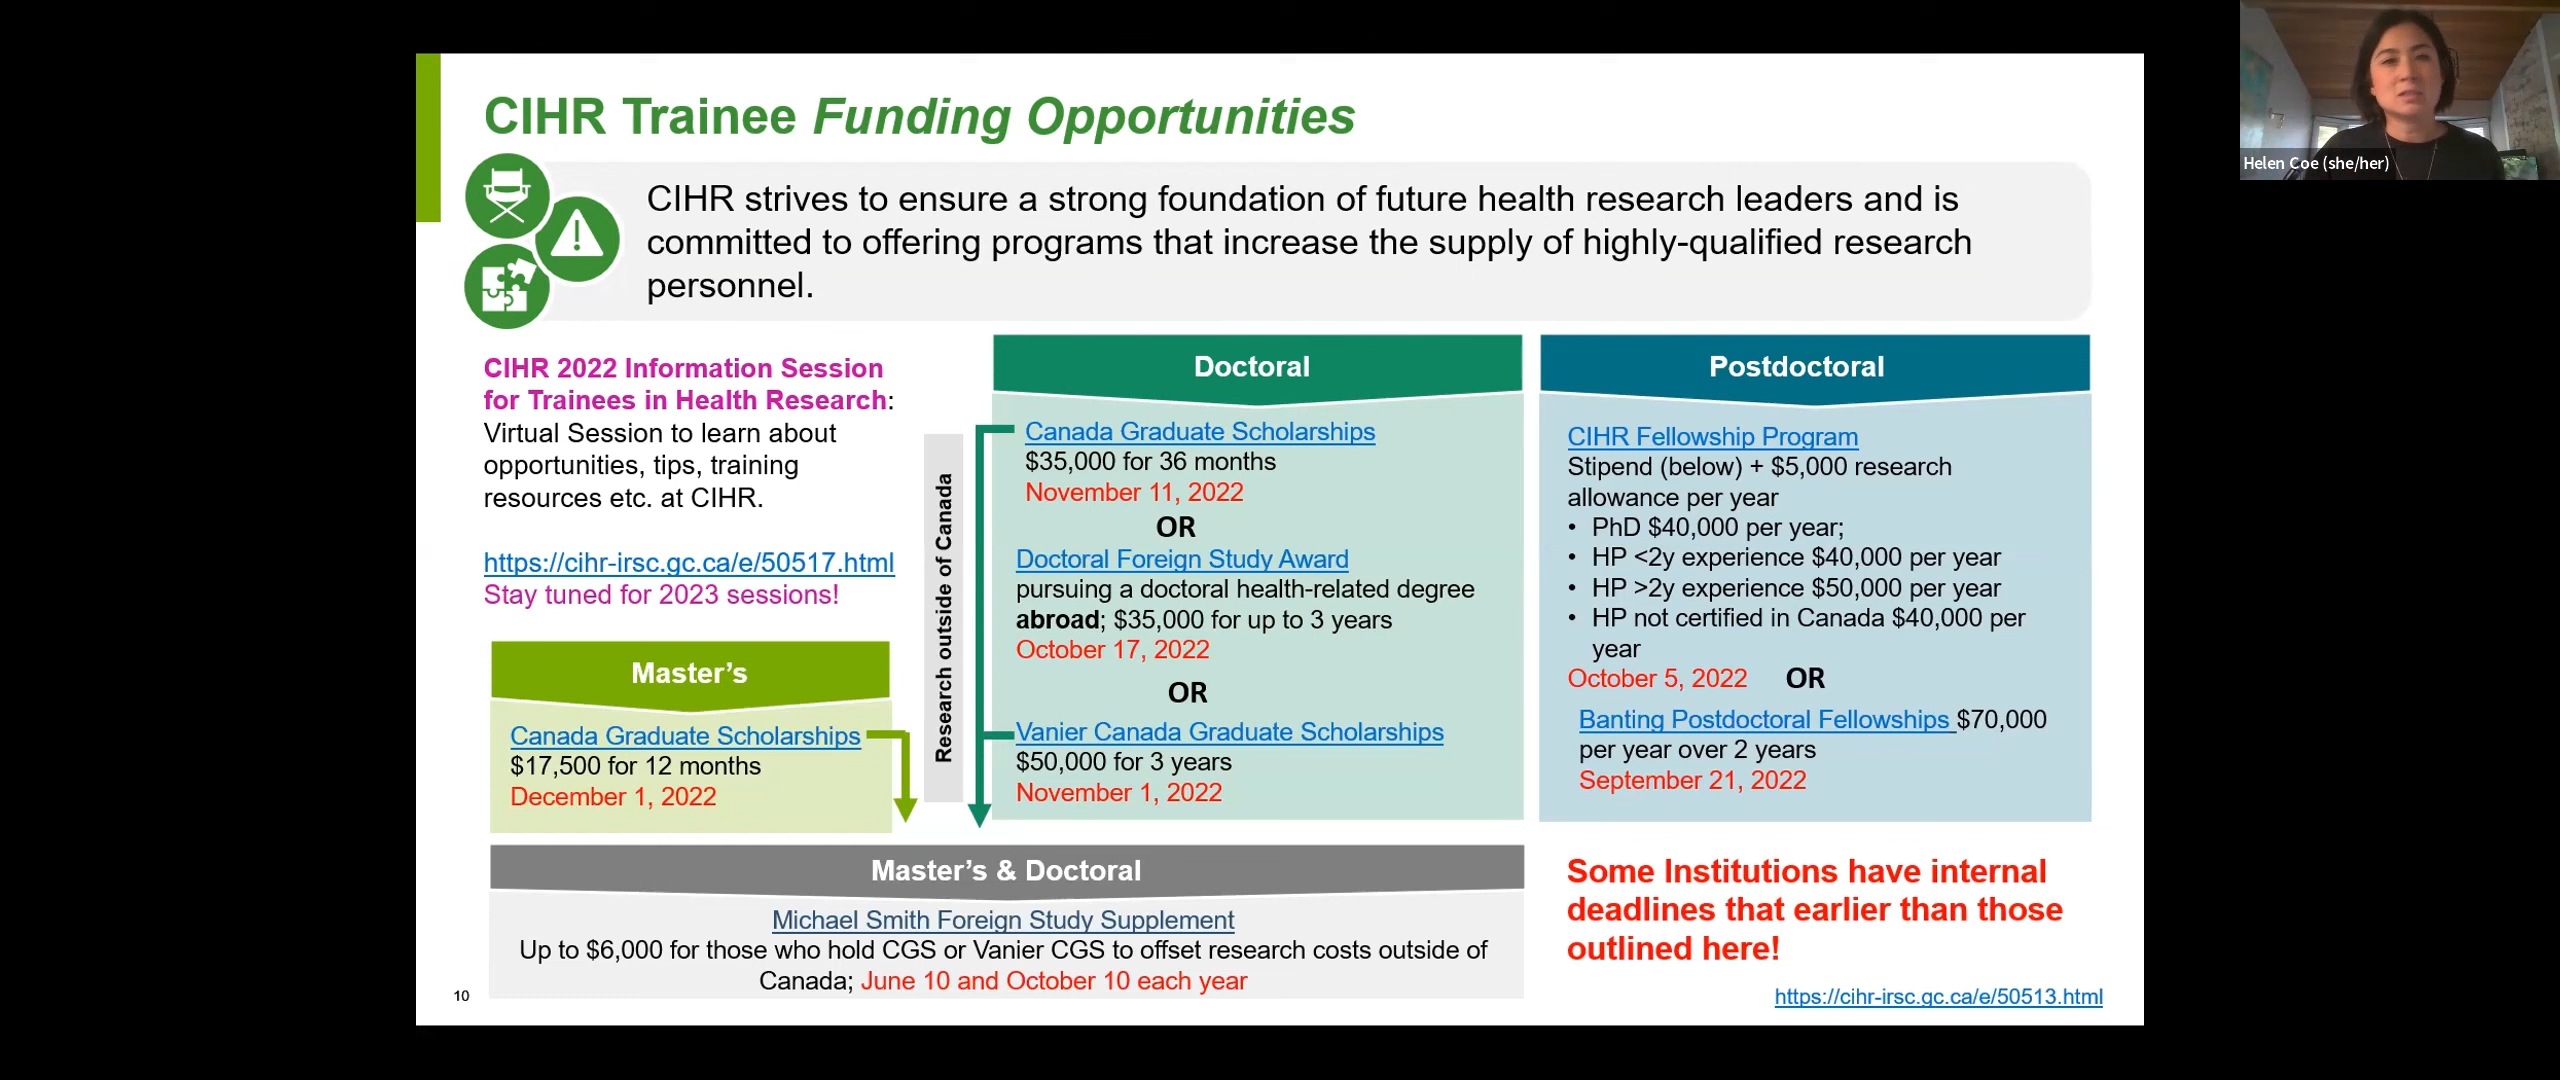 CIHR Trainee Funding Opportunities
CIHR strives to ensure a strong foundation of future health research leaders and is
committed to offering programs that increase the supply of highly-qualified research
personnel.
CIHR 2022 Information Session
for Trainees in Health Research:
Virtual Session to learn about
opportunities, tips, training
resources etc. at CIHR.
https://cihr-irsc.gc.ca/e/50517.html
Stay tuned for 2023 sessions!
Master's
Canada Graduate Scholarships
$17,500 for 12 months
December 1, 2022
Research outside of Canada
Doctoral
Canada Graduate Scholarships
$35,000 for 36 months
November 11, 2022
OR
Doctoral Foreign Study Award
pursuing a doctoral health-related degree
abroad; $35,000 for up to 3 years
October 17, 2022
OR
Vanier Canada Graduate Scholarships
$50,000 for 3 years
November 1, 2022
Postdoctoral
CIHR Fellowship Program
Stipend (below) + $5,000 research
allowance per year
• PhD $40,000 per year;
• HP <2y experience $40,000 per year
• HP >2y experience $50,000 per year
• HP not certified in Canada $40,000 per
year
October 5, 2022 OR
Banting Postdoctoral Fellowships $70,000
per year over 2 years
September 21, 2022
Master's & Doctoral
Michael Smith Foreign Study Supplement
Up to $6,000 for those who hold CGS or Vanier CGS to offset research costs outside of
Canada; June 10 and October 10 each year
Some Institutions have internal
deadlines that earlier than those
outlined here!
https://cihr-irsc.gc.ca/e/50513.html
10
Helen Coe (she/her)